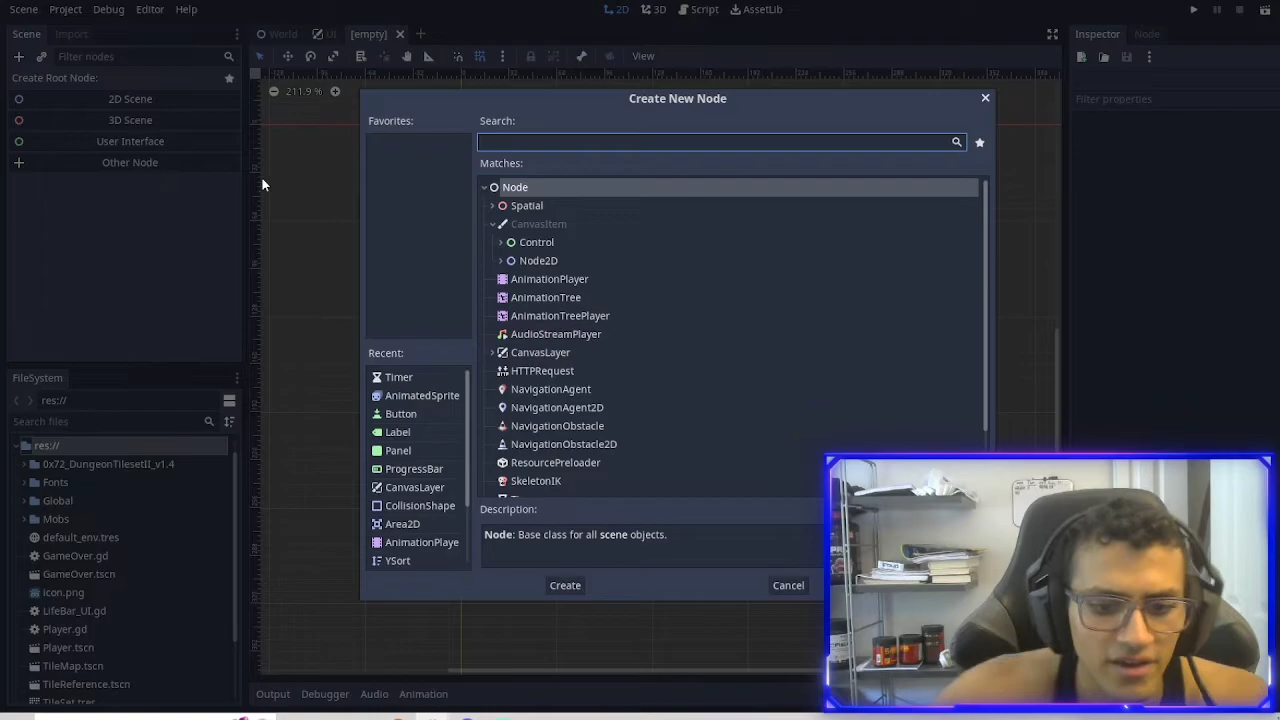 Scene Project Debug Editor Help
2D 3D Script AssetLib
Scene Import
World UI [empty]
Inspector Node
Filter nodes
View
Create Root Node:
2D Scene
3D Scene
User Interface
Other Node
211.9 %
Filter properties
Create New Node
Favorites:
Search:
Matches:
Node
Spatial
CanvasItem
Control
Node2D
AnimationPlayer
AnimationTree
AnimationTreePlayer
AudioStreamPlayer
CanvasLayer
HTTPRequest
NavigationAgent
NavigationAgent2D
NavigationObstacle
NavigationObstacle2D
ResourcePreloader
SkeletonIK
Recent:
Timer
AnimatedSprite
Button
Label
Panel
ProgressBar
CanvasLayer
CollisionShape
Area2D
AnimationPlaye
YSort
Description:
Node: Base class for all scene objects.
Create Cancel
FileSystem
res://
Search files
res://
0x72_DungeonTilesetII_v1.4
Fonts
Global
Mobs
default_env.tres
GameOver.gd
GameOver.tscn
icon.png
LifeBar_UI.gd
Player.gd
Player.tscn
TileMap.tscn
TileReference.tscn
TileSet.tres
Output Debugger Audio Animation